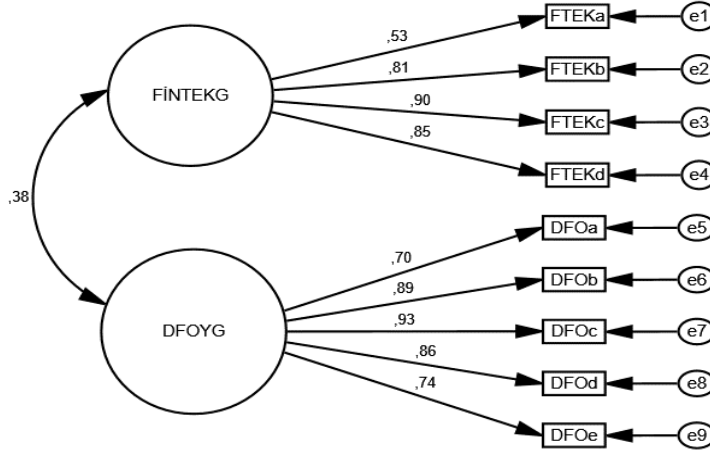 FTEKa
e1
,53
FTEKb
e2
,81
FİNTEKG
,90
FTEKc
e3
,85
FTEKd
e4
,38
DFOa
e5
,70
DFOb
e6
,89
DFOYG
,93
DFOc
e7
,86
DFOd
e8
,74
DFOe
e9